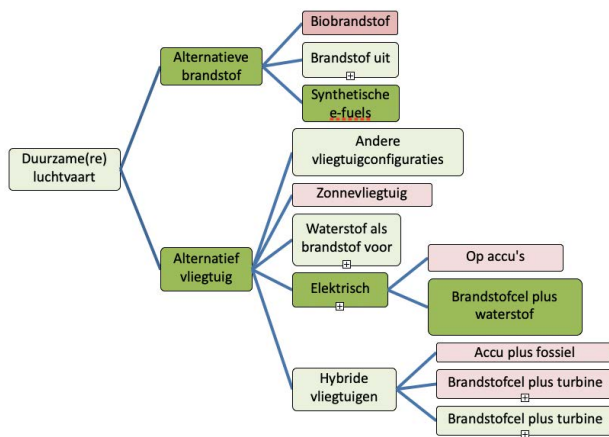 Biobrandstof
Alternatieve
brandstof
Brandstof uit
Synthetische
e-fuels
Andere
vliegtuigconfiguraties
Duurzame(re)
luchtvaart
Zonnevliegtuig
Waterstof als
brandstof voor
Alternatief
vliegtuig
Elektrisch
Op accu's
Brandstofcel plus
waterstof
Hybride
vliegtuigen
Accu plus fossiel
Brandstofcel plus turbine
Brandstofcel plus turbine